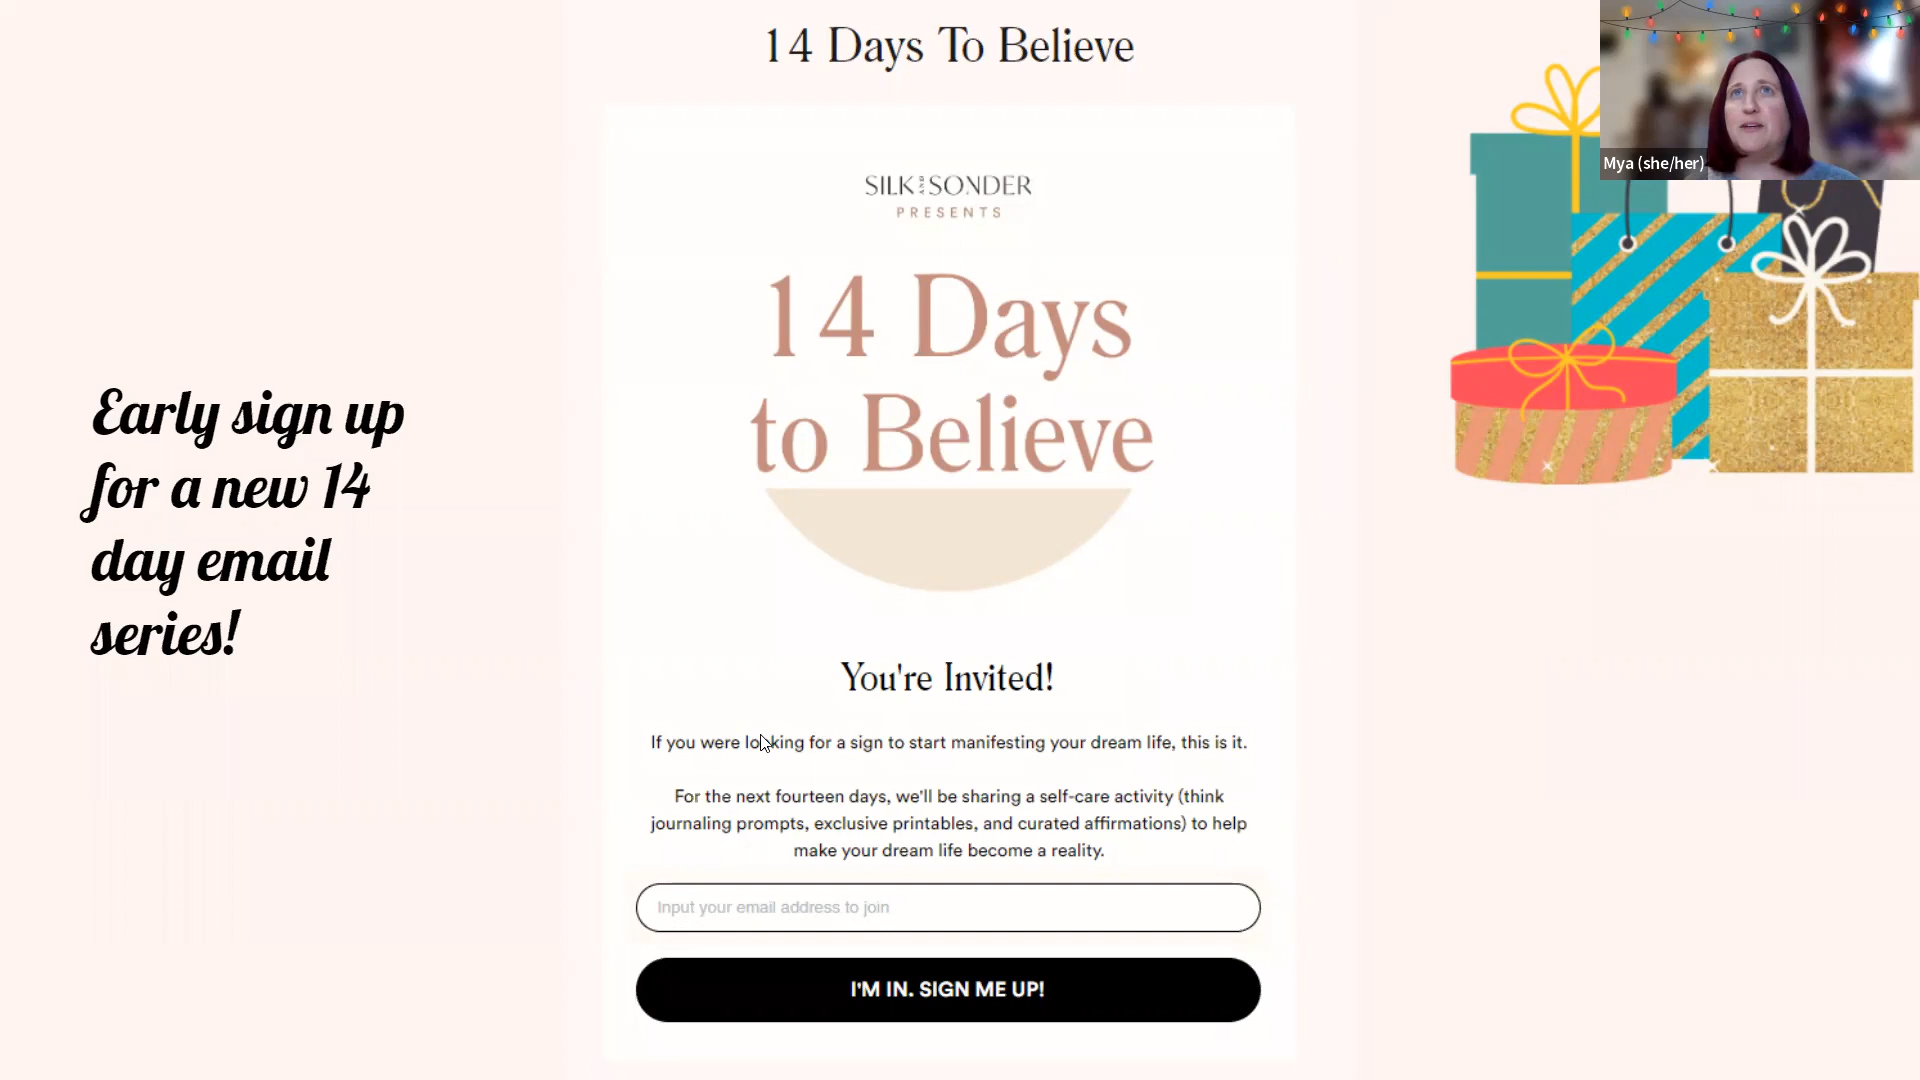 14 Days To Believe
SILK AND SONDER
PRESENTS
14 Days
to Believe
Early sign up
for a new 14
day email
series!
You're Invited!
If you were looking for a sign to start manifesting your dream life, this is it.
For the next fourteen days, we'll be sharing a self-care activity (think
journaling prompts, exclusive printables, and curated affirmations) to help
make your dream life become a reality.
Input your email address to join
I'M IN. SIGN ME UP!
Mya (she/her)